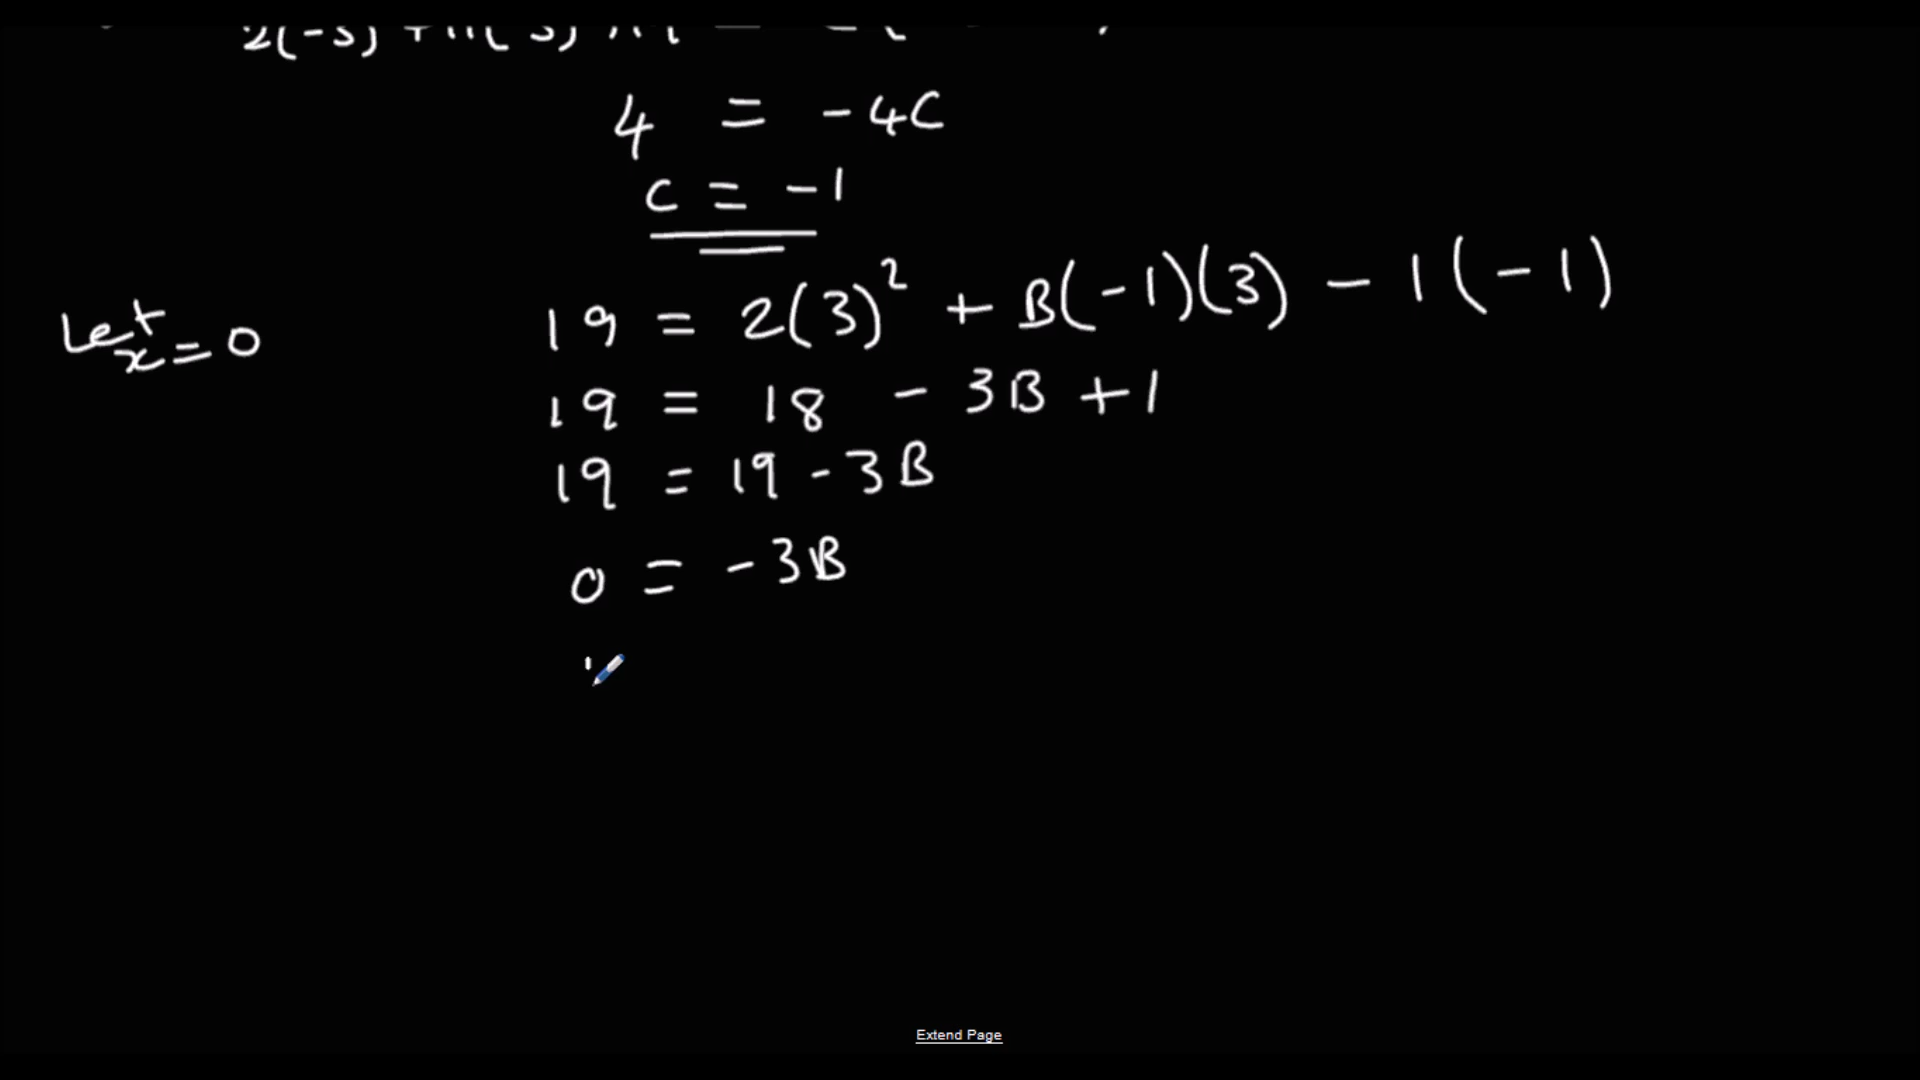 4 = -4C
C = -1
Let x=0
19 = 2(3)² + B(-1)(3) - 1(-1)
19 = 18 - 3B + 1
19 = 19 - 3B
0 = -3B
Extend Page